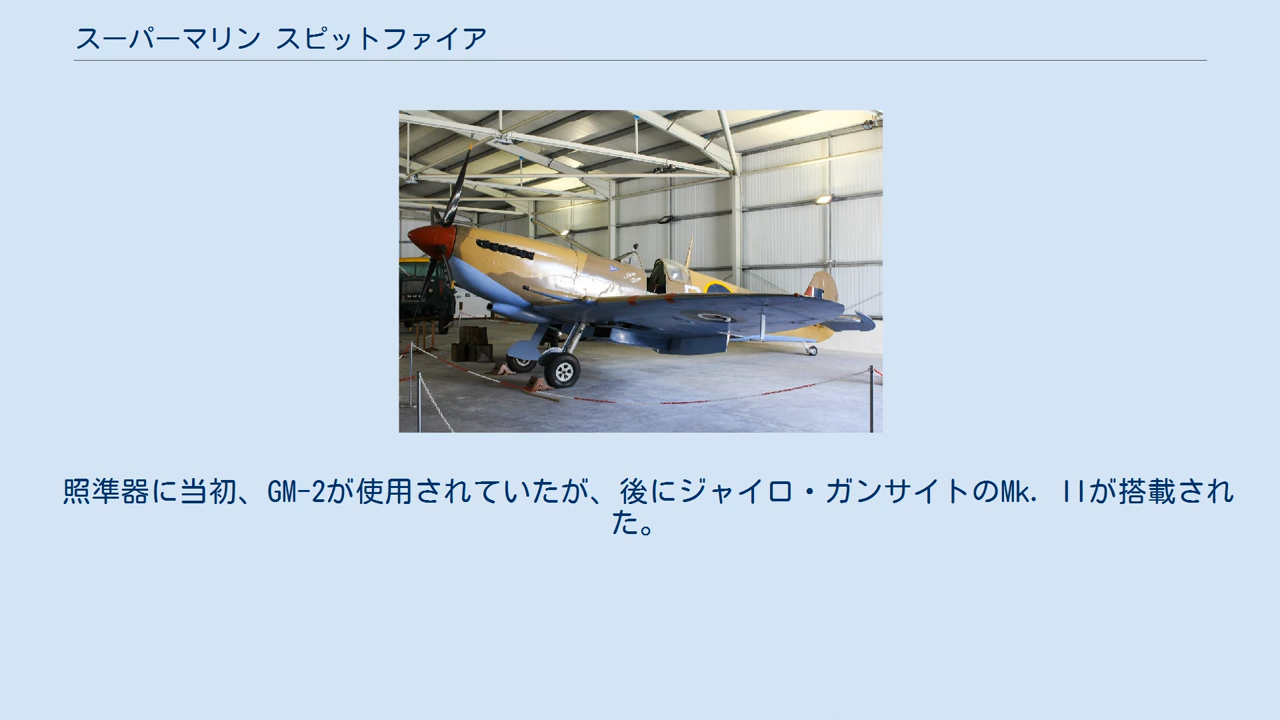 スーパーマリン スピットファイア
照準器に当初、GM-2が使用されていたが、後にジャイロ・ガンサイトのMk. IIが搭載され
た。